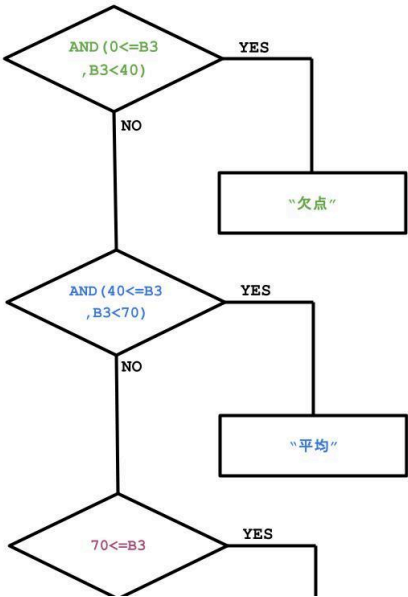 AND(0<=B3
,B3<40)
YES
NO
“欠点”
AND(40<=B3
,B3<70)
YES
NO
“平均”
70<=B3
YES